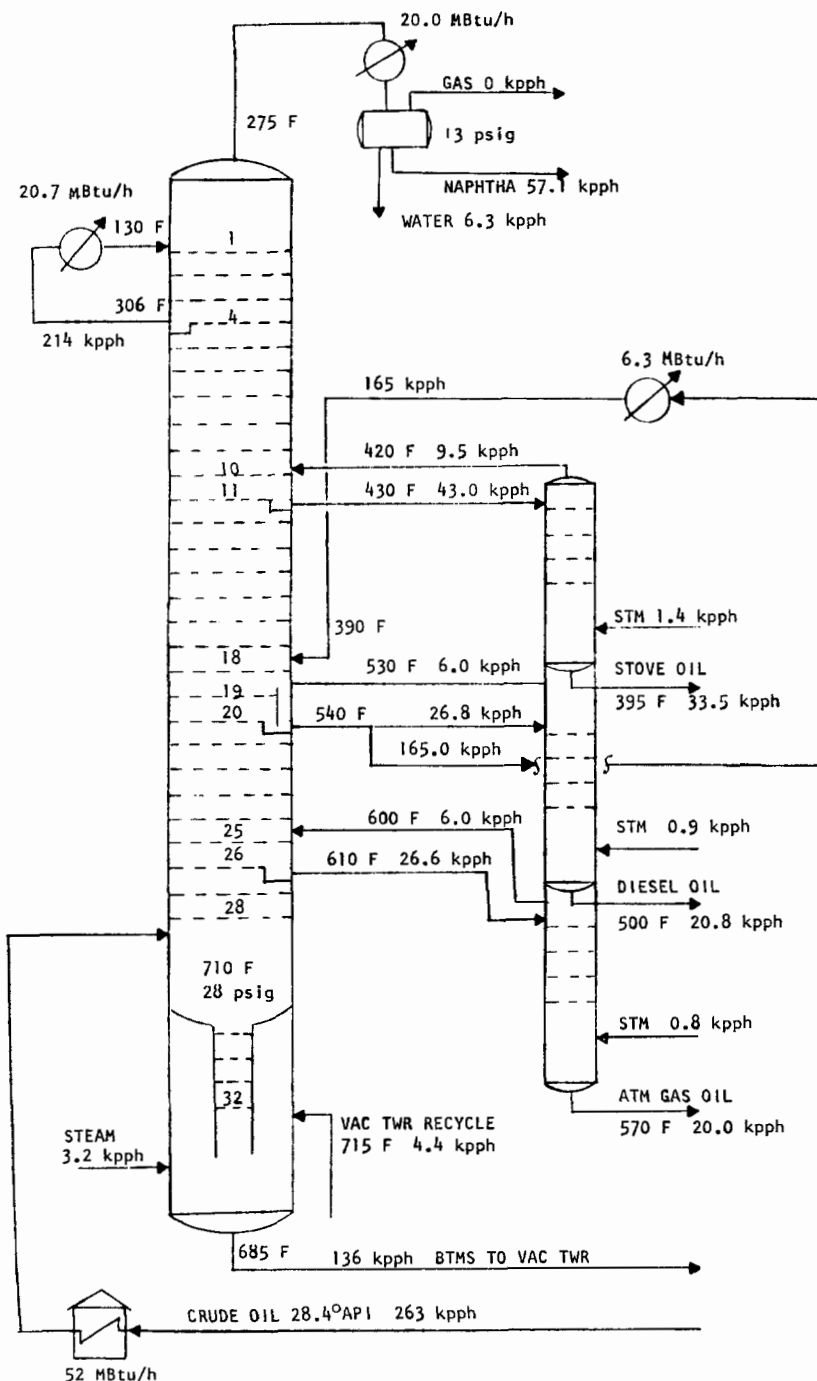 20.0 MBtu/h
GAS 0 kpph
275 F
13 psig
20.7 MBtu/h
NAPHTHA 57.1 kpph
130 F
WATER 6.3 kpph
1
306 F
4
214 kpph
6.3 MBtu/h
165 kpph
420 F 9.5 kpph
10
11
430 F 43.0 kpph
STM 1.4 kpph
390 F
18
530 F 6.0 kpph
STOVE OIL
19
395 F 33.5 kpph
20
540 F 26.8 kpph
165.0 kpph
600 F 6.0 kpph
STM 0.9 kpph
25
26
610 F 26.6 kpph
DIESEL OIL
28
500 F 20.8 kpph
710 F
28 psig
STM 0.8 kpph
32
ATM GAS OIL
VAC TWR RECYCLE
570 F 20.0 kpph
STEAM
715 F 4.4 kpph
3.2 kpph
685 F
136 kpph BTMS TO VAC TWR
CRUDE OIL 28.4°API 263 kpph
52 MBtu/h